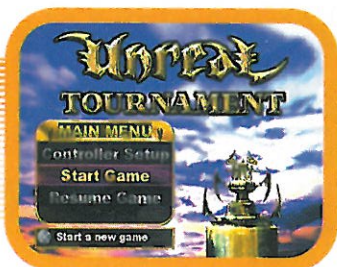 Unreal
TOURNAMENT
MAIN MENU
Controller Setup
Start Game
Resume Game
Start a new game